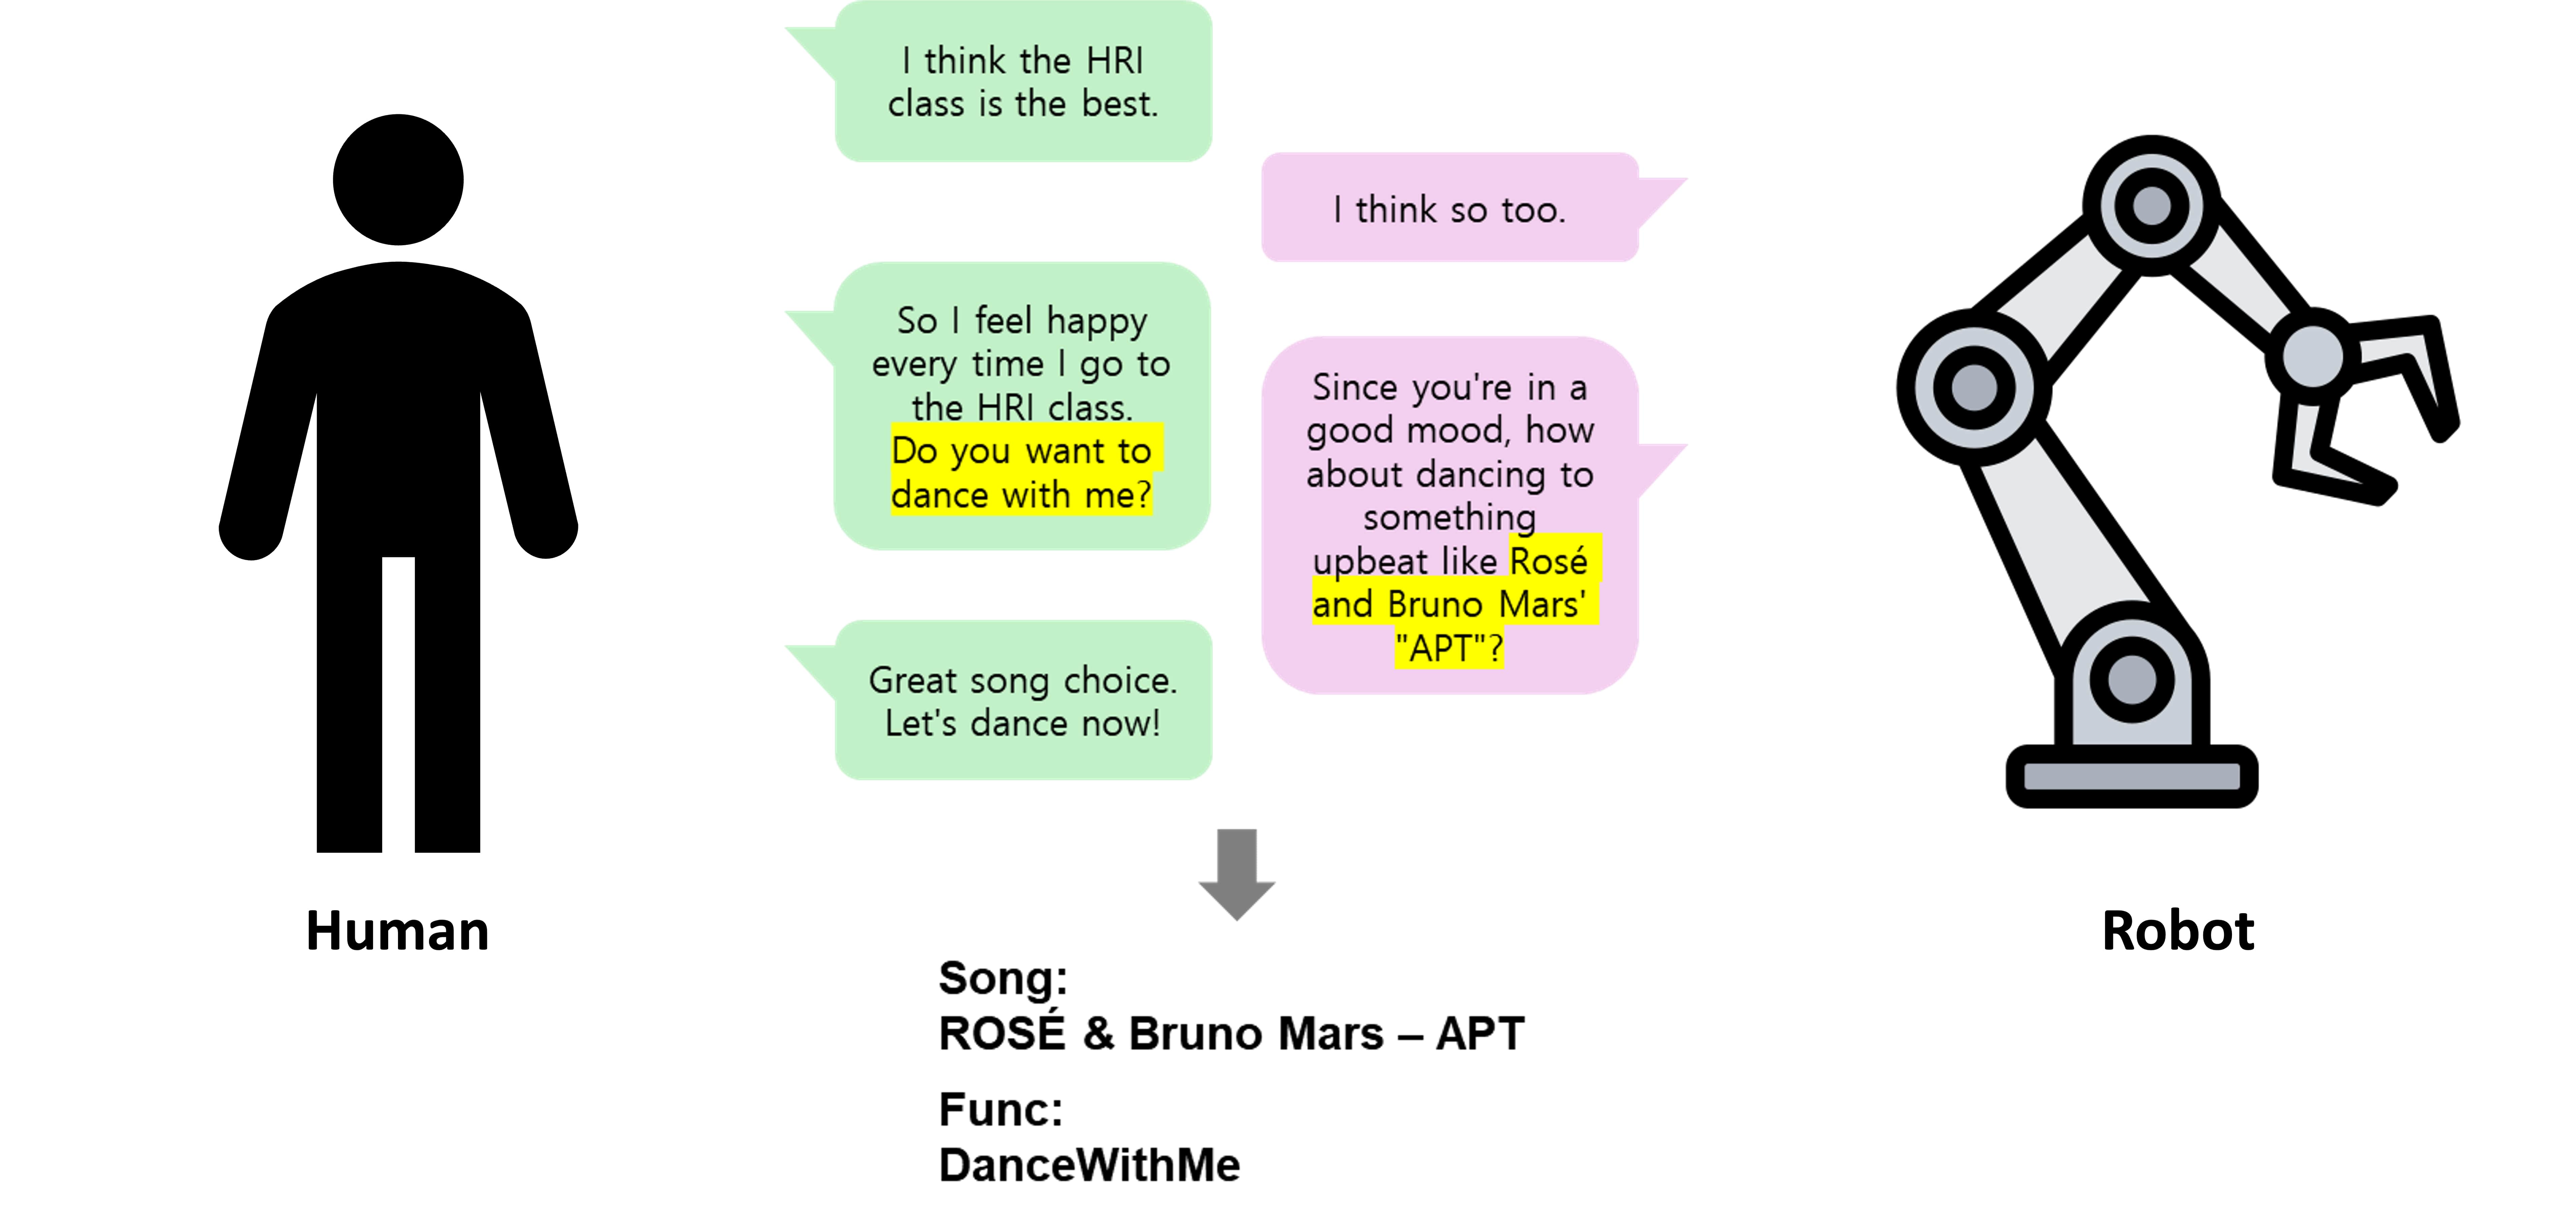 I think the HRI
class is the best.
I think so too.
So I feel happy
every time I go to
the HRI class.
Do you want to
dance with me?
Since you're in a
good mood, how
about dancing to
something
upbeat like Rosé
and Bruno Mars'
"APT"?
Great song choice.
Let's dance now!
Human
Robot
Song:
ROSÉ & Bruno Mars – APT
Func:
DanceWithMe